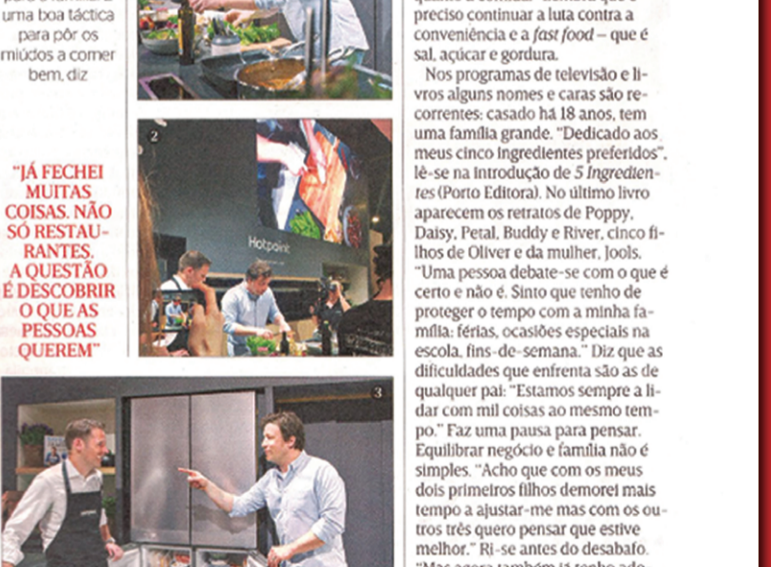 uma boa táctica
para pôr os
miúdos a comer
bem, diz
"JÁ FECHEI
MUITAS
COISAS. NÃO
SÓ RESTAU-
RANTES.
A QUESTÃO
É DESCOBRIR
O QUE AS
PESSOAS
QUEREM"
2
Hotpoint
3
preciso continuar a luta contra a
conveniência e a fast food – que é
sal, açúcar e gordura.
Nos programas de televisão e li-
vros alguns nomes e caras são re-
correntes: casado há 18 anos, tem
uma família grande. "Dedicado aos
meus cinco ingredientes preferidos",
lê-se na introdução de 5 Ingredien-
tes (Porto Editora). No último livro
aparecem os retratos de Poppy,
Daisy, Petal, Buddy e River, cinco fi-
lhos de Oliver e da mulher, Jools.
"Uma pessoa debate-se com o que é
certo e não é. Sinto que tenho de
proteger o tempo com a minha fa-
mília: férias, ocasiões especiais na
escola, fins-de-semana." Diz que as
dificuldades que enfrenta são as de
qualquer pai: "Estamos sempre a li-
dar com mil coisas ao mesmo tem-
po." Faz uma pausa para pensar.
Equilibrar negócio e família não é
simples. "Acho que com os meus
dois primeiros filhos demorei mais
tempo a ajustar-me mas com os ou-
tros três quero pensar que estive
melhor." Ri-se antes do desabafo.
"Mas agora também já tenho